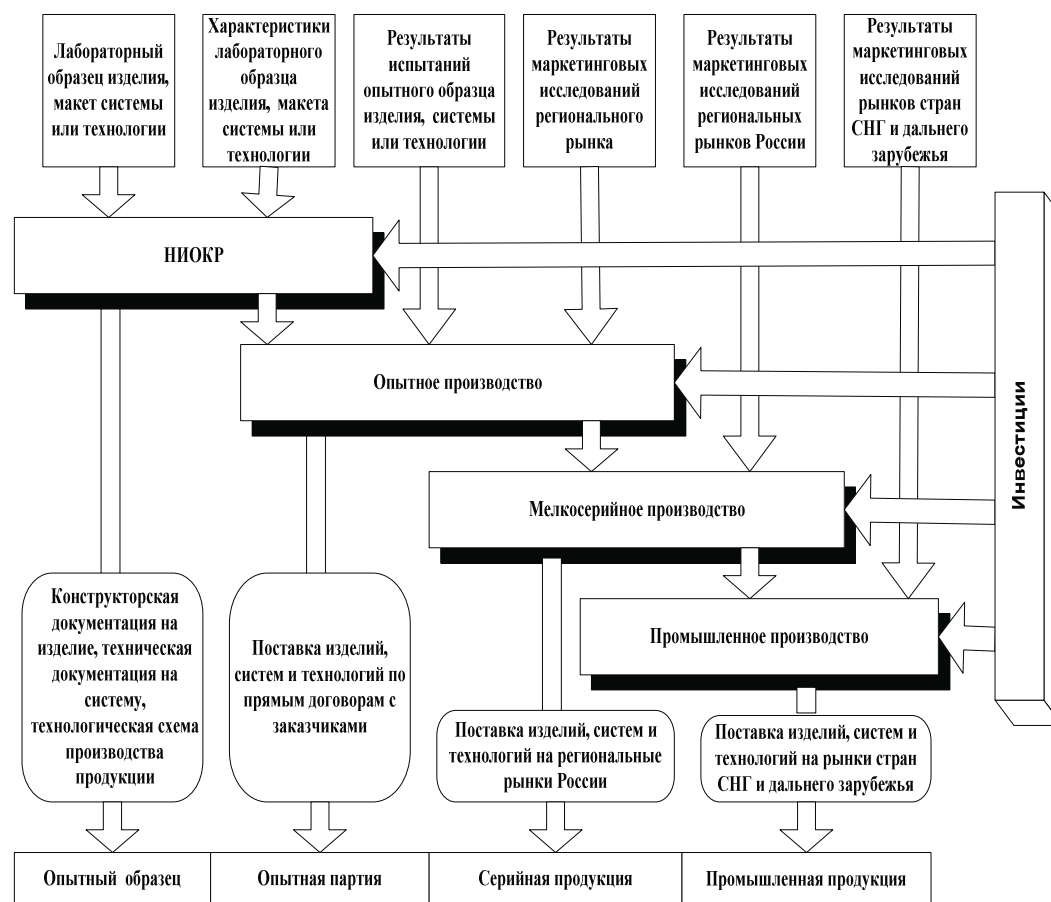 Лабораторный
образец изделия,
макет системы
или технологии
Характеристики
лабораторного
образца
изделия, макета
системы или
технологии
Результаты
испытаний
опытного образца
изделия, системы
или технологии
Результаты
маркетинговых
исследований
регионального
рынка
Результаты
маркетинговых
исследований
региональных
рынков России
Результаты
маркетинговых
исследований
рынков стран
СНГ и дальнего
зарубежья
НИОКР
Опытное производство
Мелкосерийное производство
Промышленное производство
Инвестиции
Конструкторская
документация на
изделие, техническая
документация на
систему,
технологическая схема
производства
продукции
Поставка изделий,
систем и технологий по
прямым договорам с
заказчиками
Поставка изделий, систем и
технологий на региональные
рынки России
Поставка изделий, систем и
технологий на рынки стран
СНГ и дальнего зарубежья
Опытный образец
Опытная партия
Серийная продукция
Промышленная продукция